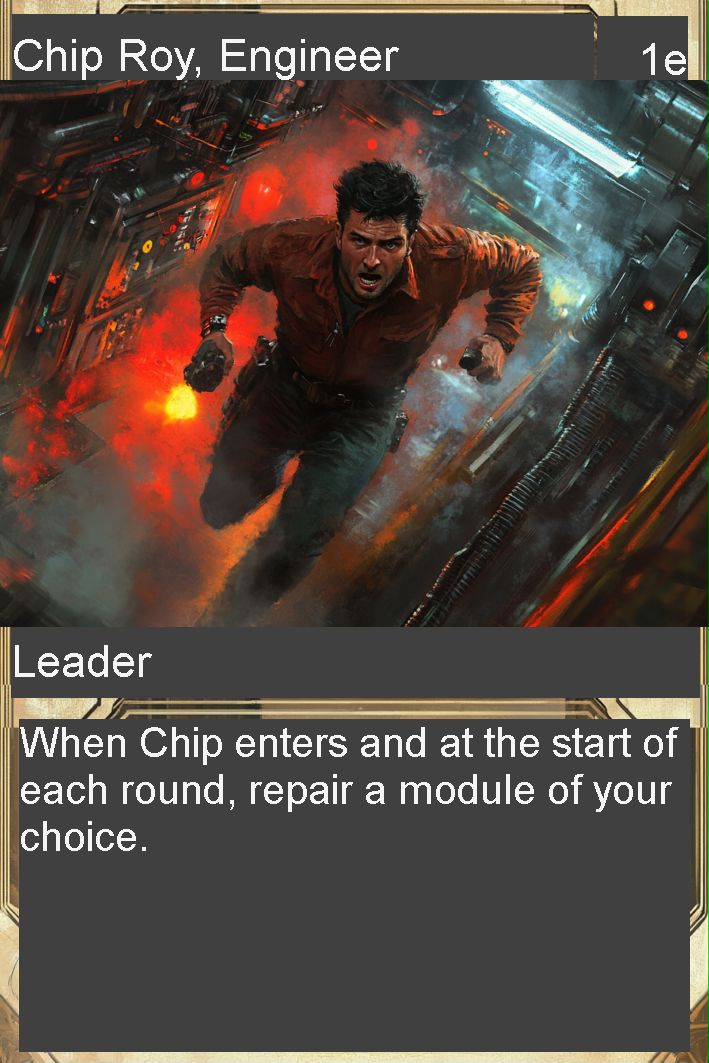 Chip Roy, Engineer
1e
Leader
When Chip enters and at the start of
each round, repair a module of your
choice.